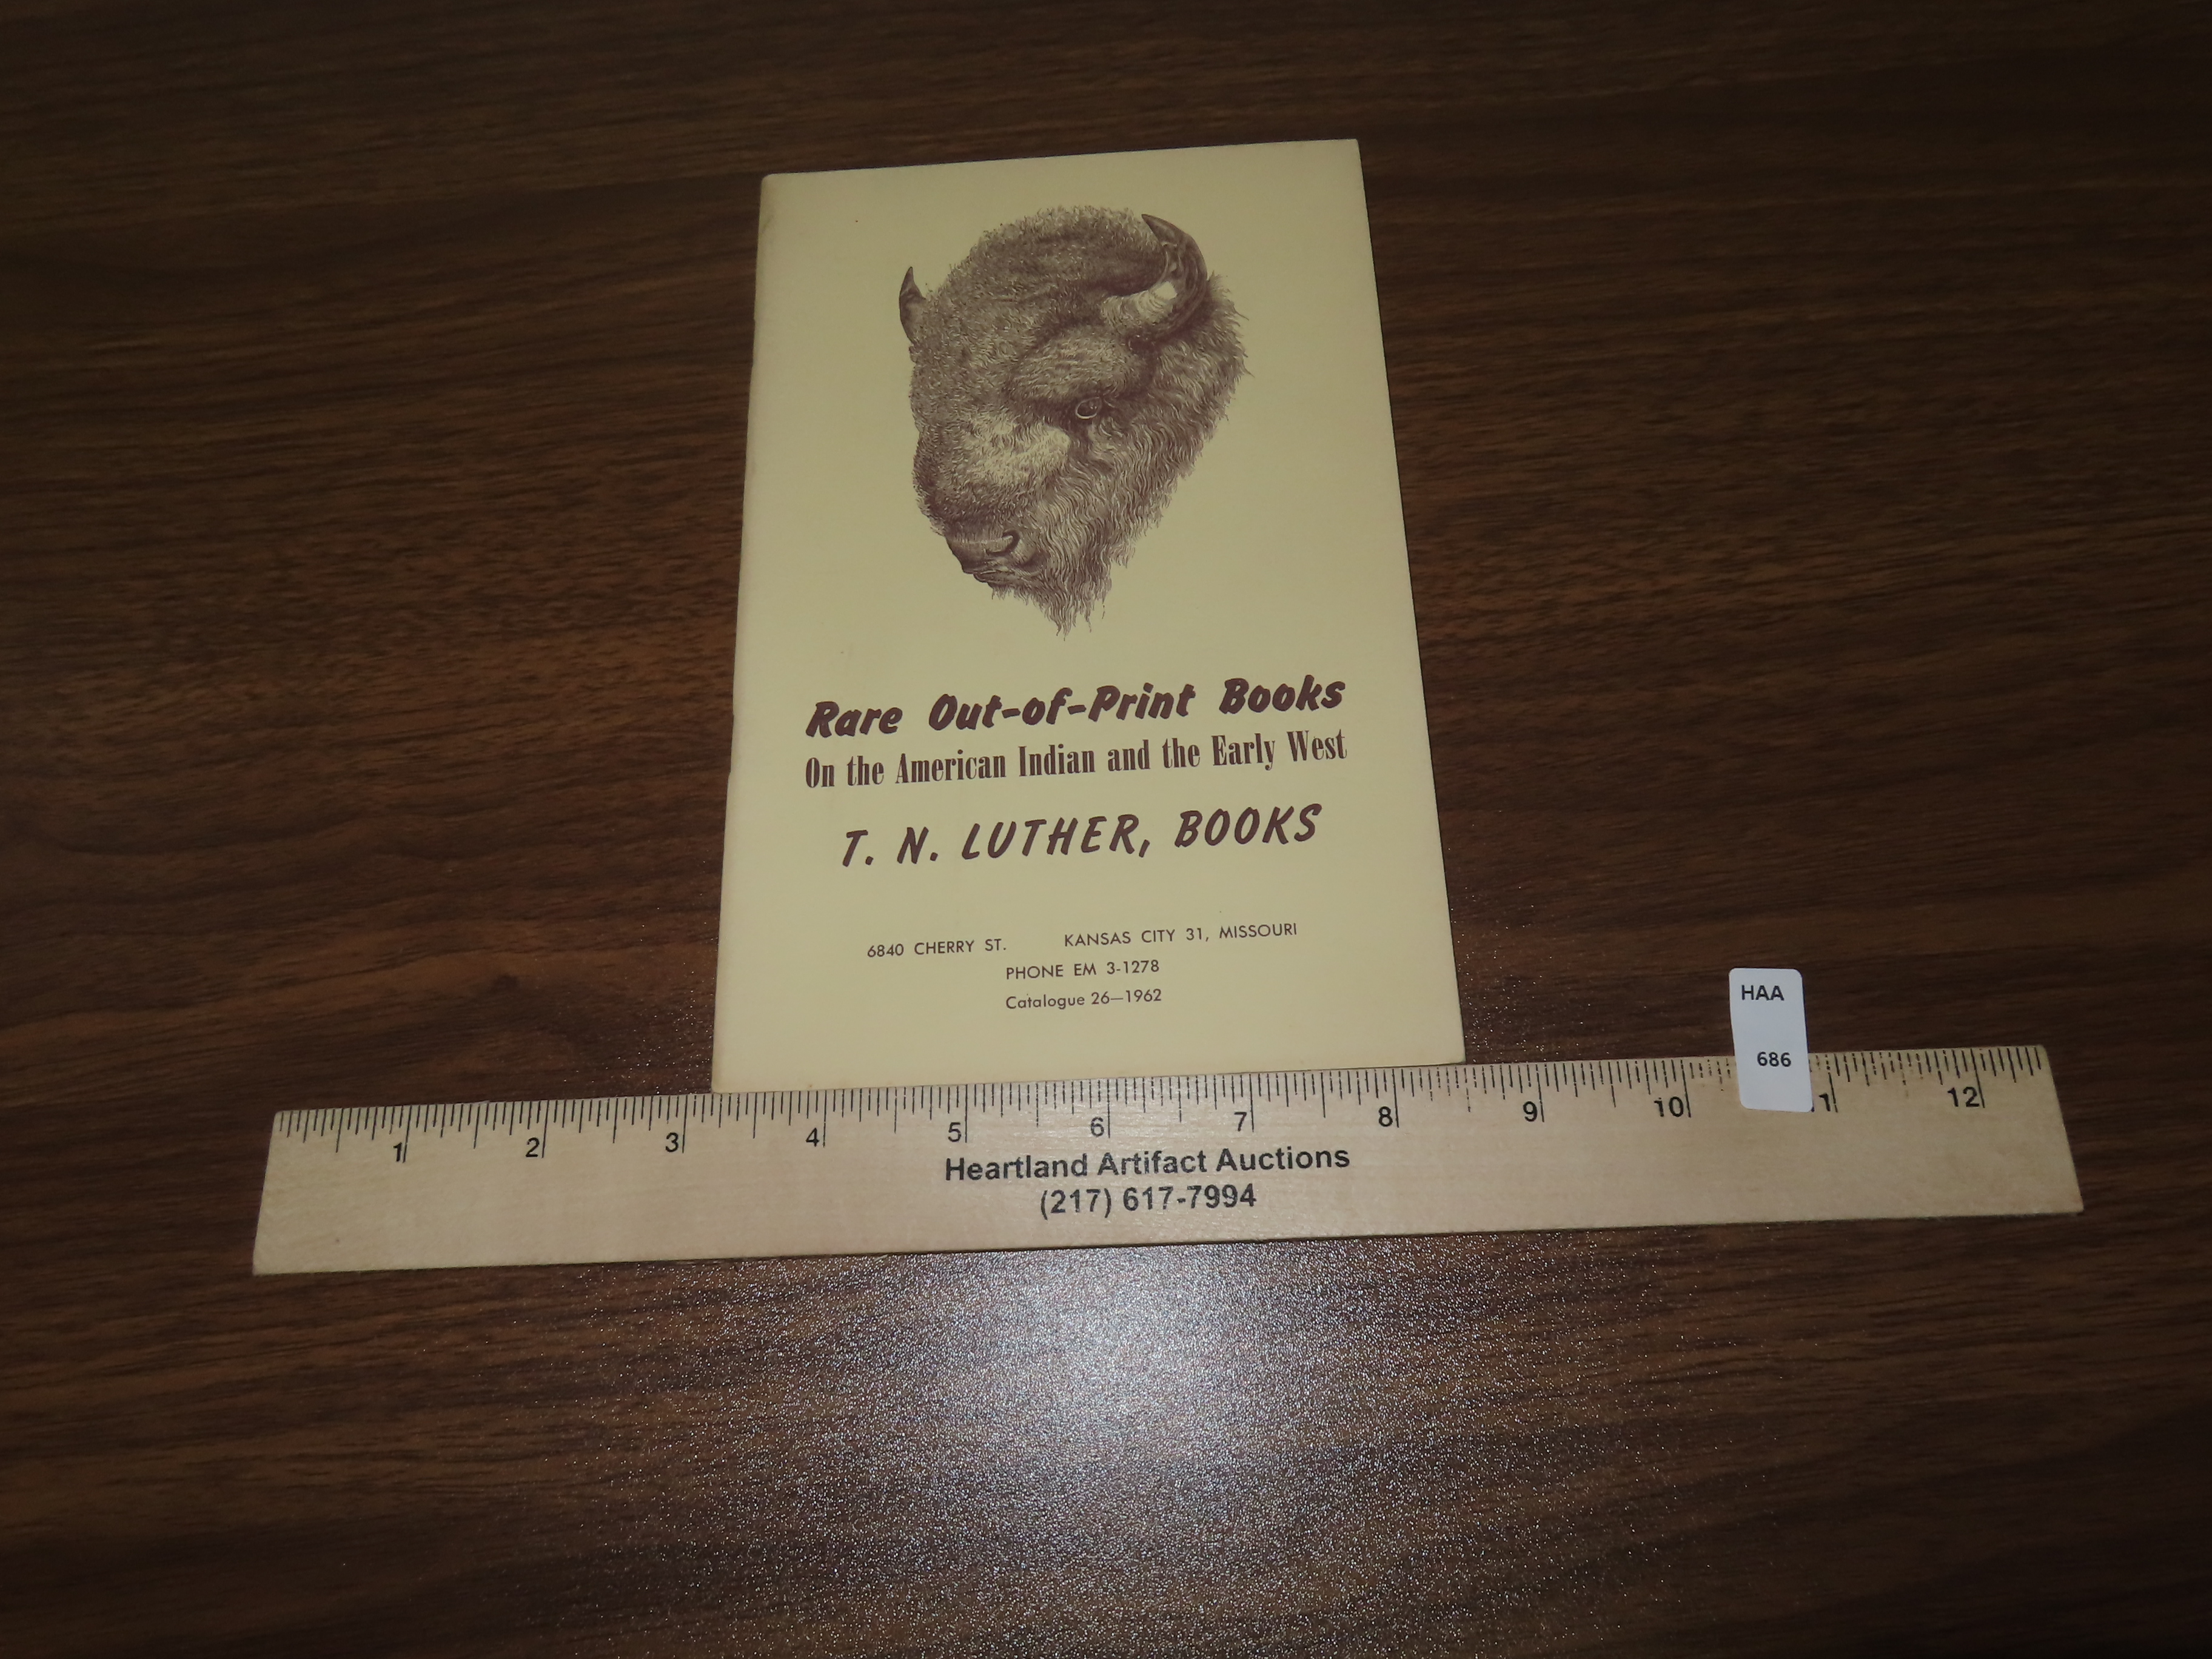 Rare Out-of-Print Books
On the American Indian and the Early West
T. N. LUTHER, BOOKS
6840 CHERRY ST. KANSAS CITY 31, MISSOURI
PHONE EM 3-1278
Catalogue 26—1962
HAA
686
1 2 3 4 5 6 7 8 9 10 1 12
Heartland Artifact Auctions
(217) 617-7994